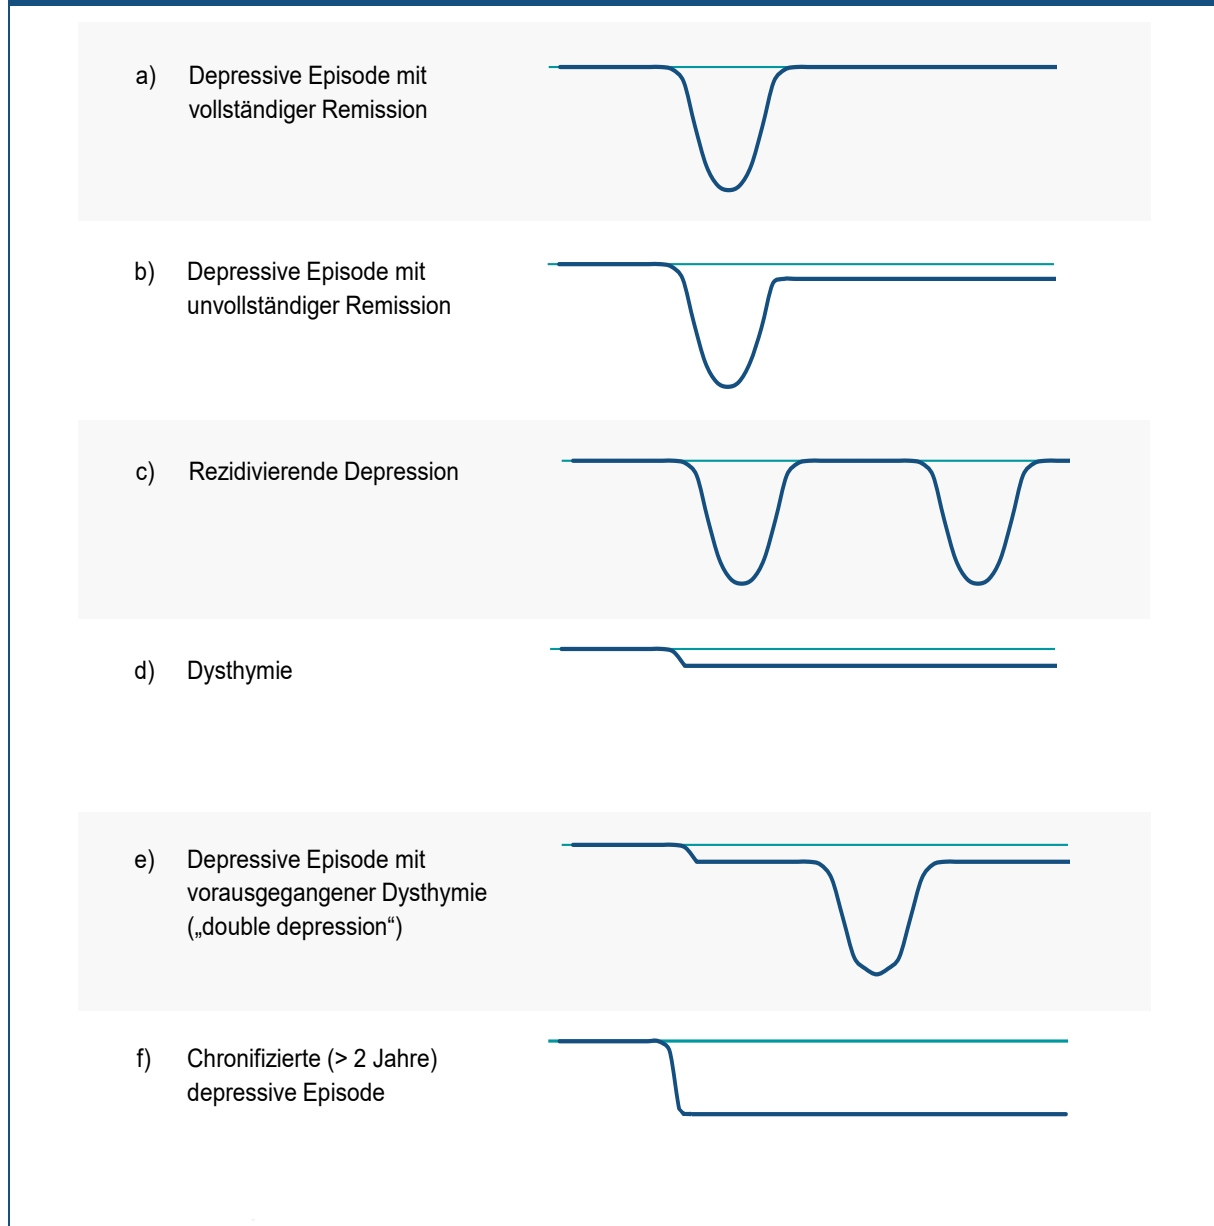 a) Depressive Episode mit
vollständiger Remission
b) Depressive Episode mit
unvollständiger Remission
c) Rezidivierende Depression
d) Dysthymie
e) Depressive Episode mit
vorausgegangener Dysthymie
(„double depression“)
f) Chronifizierte (> 2 Jahre)
depressive Episode